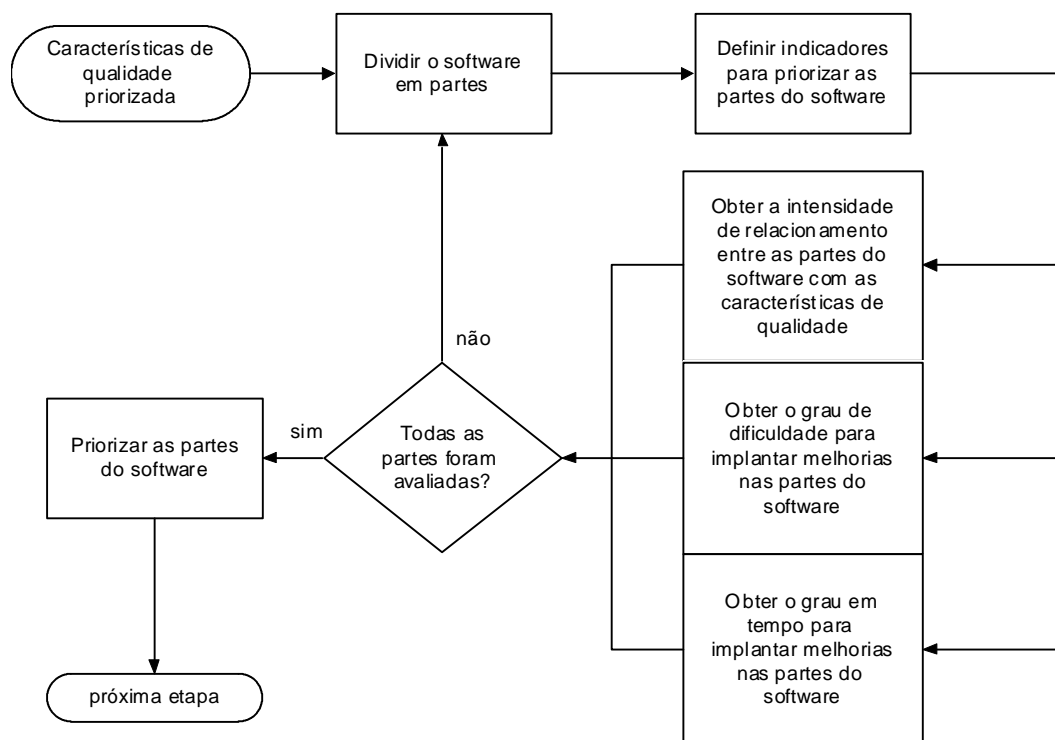 Características de
qualidade
priorizada
Dividir o software
em partes
Definir indicadores
para priorizar as
partes do software
Obter a intensidade
de relacionamento
entre as partes do
software com as
características de
qualidade
não
sim
Todas as
partes foram
avaliadas?
Priorizar as partes
do software
Obter o grau de
dificuldade para
implantar melhorias
nas partes do
software
Obter o grau em
tempo para
implantar melhorias
nas partes do
software
próxima etapa